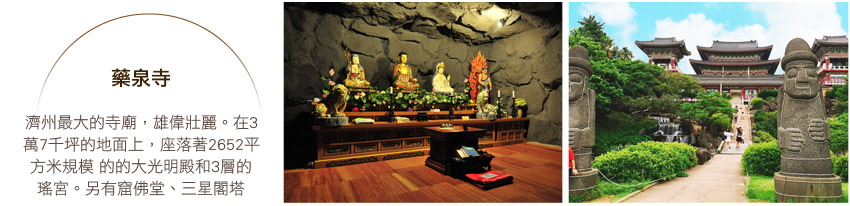 藥泉寺
濟州最大的寺廟，雄偉壯麗。在3
萬7千坪的地面上，座落著2652平
方米規模 的的大光明殿和3層的
瑤宮。另有窟佛堂、三星閣塔